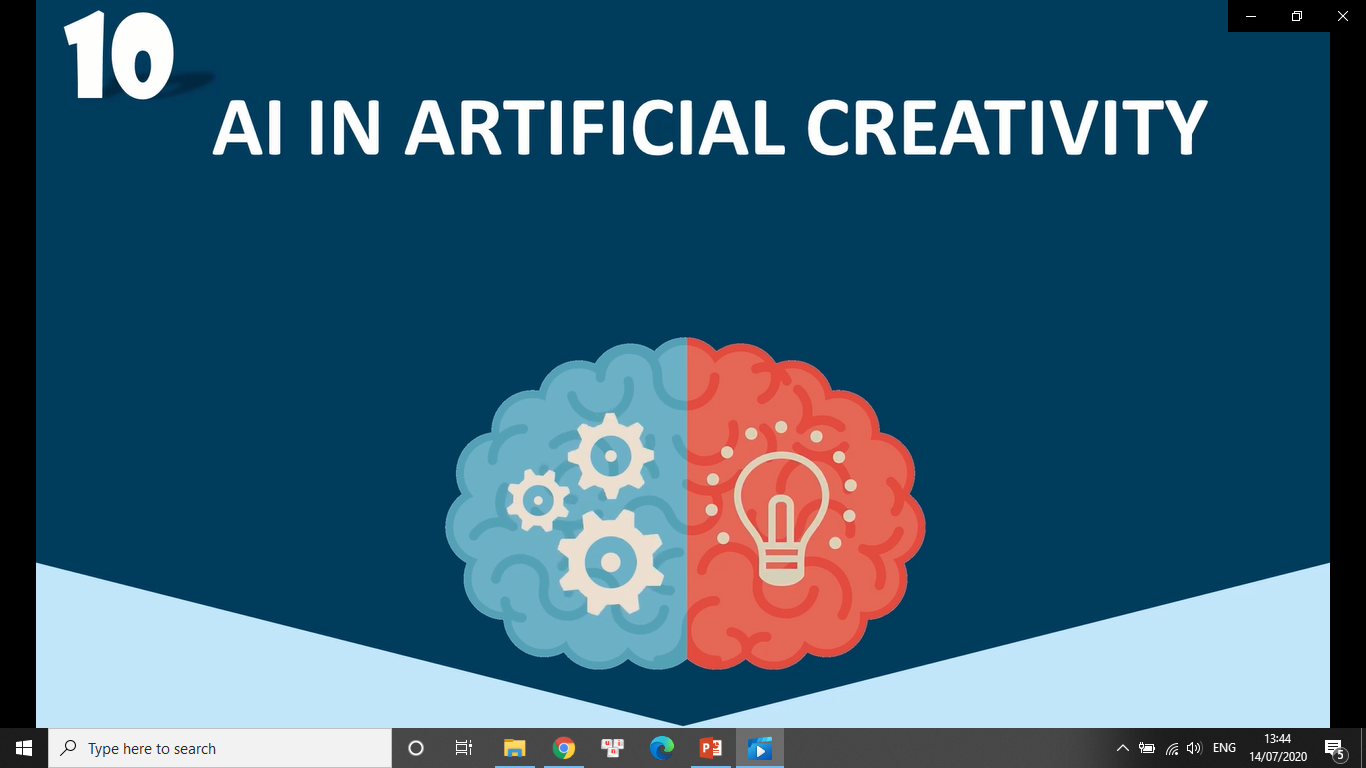 10
AI IN ARTIFICIAL CREATIVITY
Type here to search
ENG
13:44
14/07/2020
5